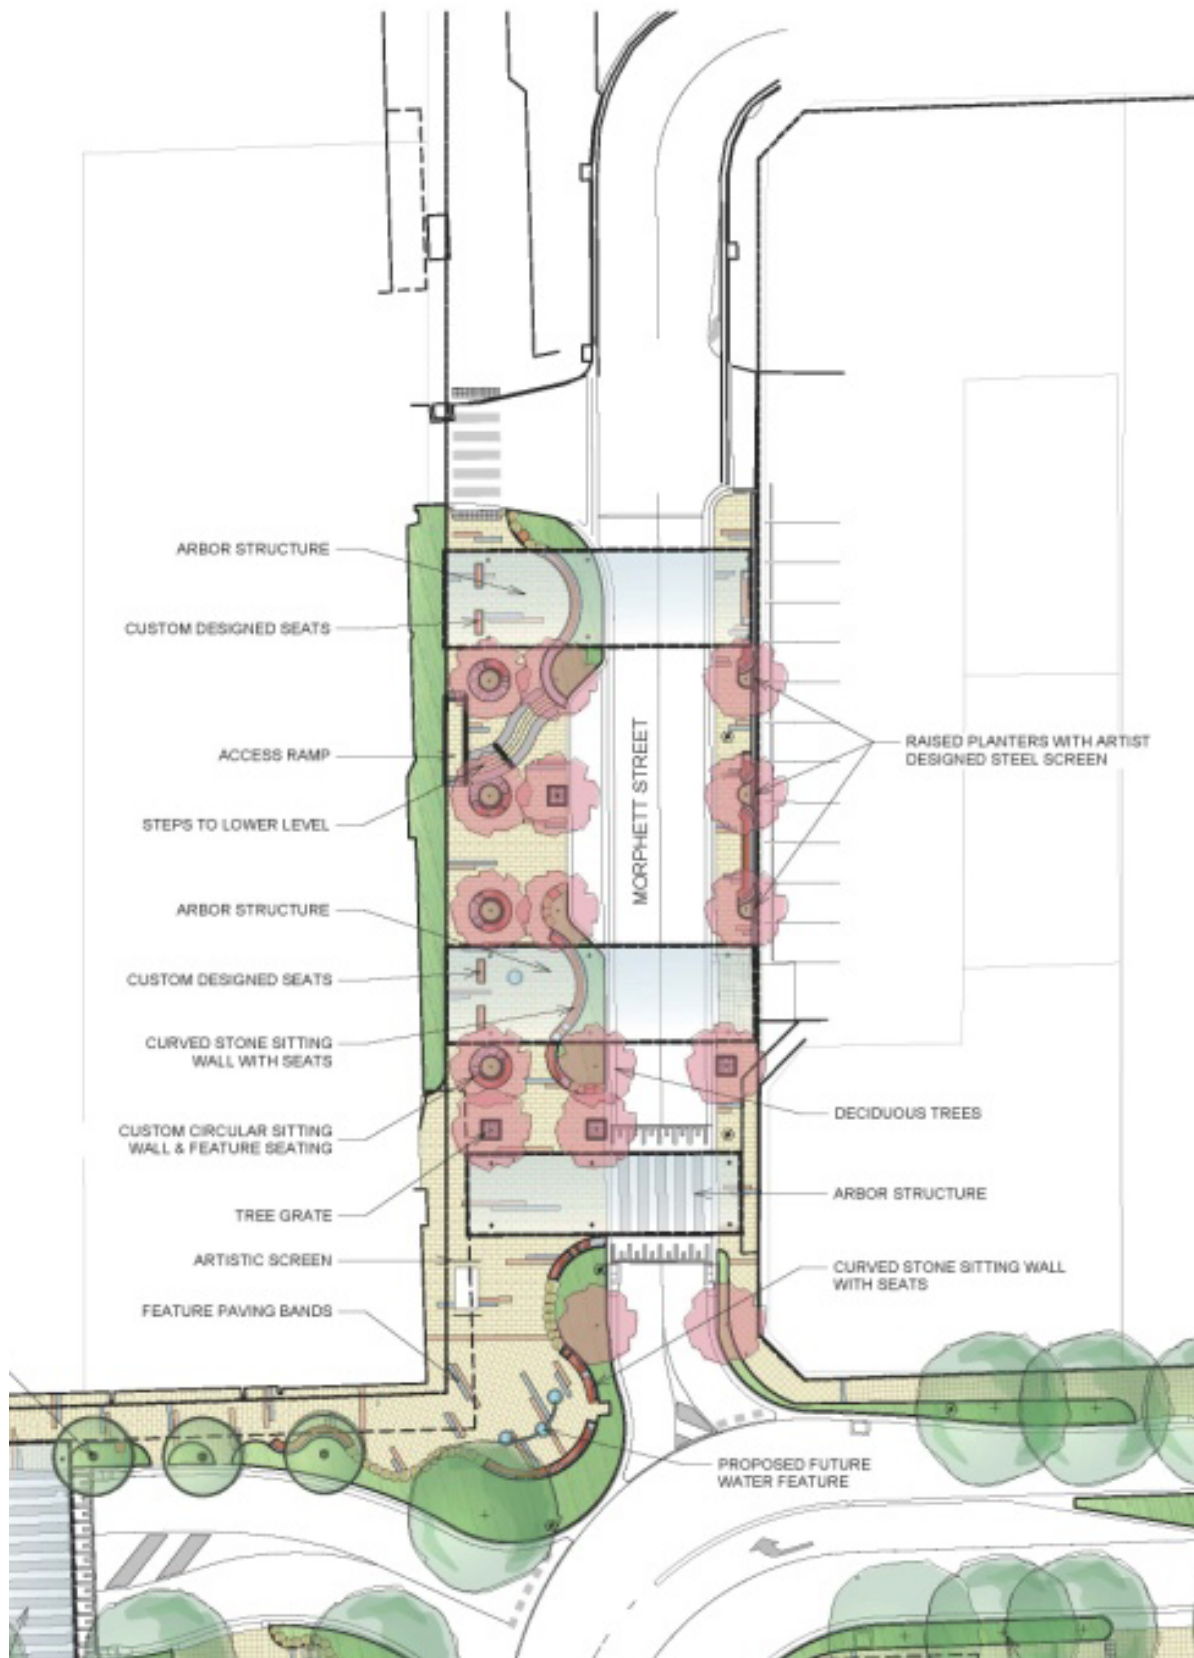 ARBOR STRUCTURE
CUSTOM DESIGNED SEATS
ACCESS RAMP
STEPS TO LOWER LEVEL
ARBOR STRUCTURE
CUSTOM DESIGNED SEATS
CURVED STONE SITTING
WALL WITH SEATS
CUSTOM CIRCULAR SITTING
WALL & FEATURE SEATING
TREE GRATE
ARTISTIC SCREEN
FEATURE PAVING BANDS
MORPHETT STREET
RAISED PLANTERS WITH ARTIST
DESIGNED STEEL SCREEN
DECIDUOUS TREES
ARBOR STRUCTURE
CURVED STONE SITTING WALL
WITH SEATS
PROPOSED FUTURE
WATER FEATURE